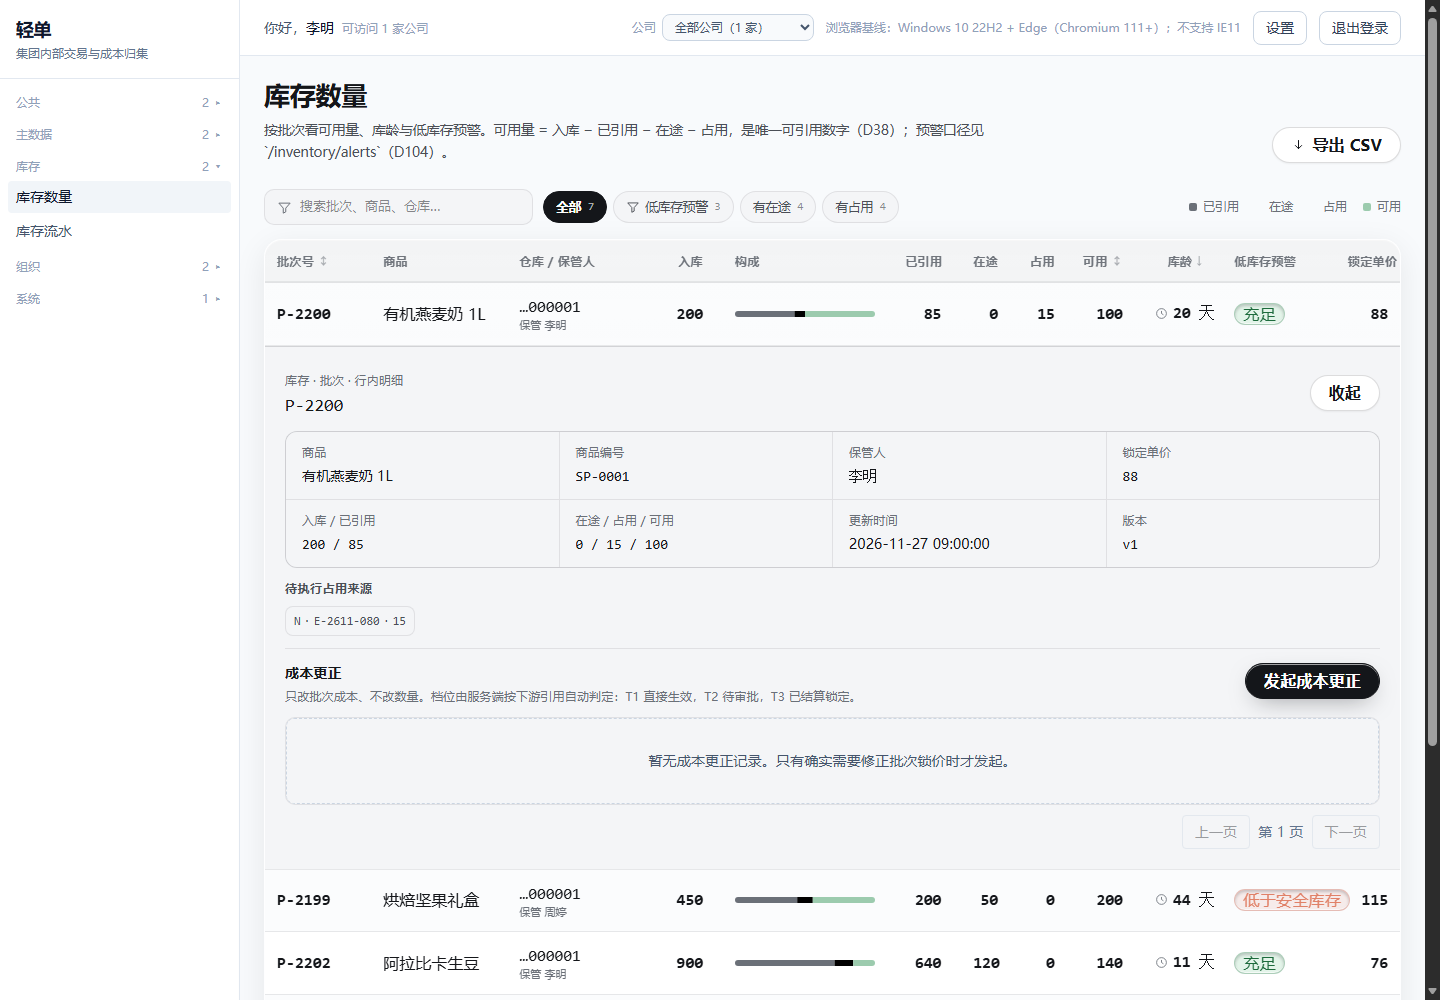 轻单
集团内部交易与成本归集
公共 2
主数据 2
库存 2
库存数量
库存流水
组织 2
系统 1
你好，李明 可访问 1 家公司
公司 全部公司（1 家） 浏览器基线：Windows 10 22H2 + Edge（Chromium 111+）；不支持 IE11 设置 退出登录
库存数量
按批次看可用量、库龄与低库存预警。可用量 = 入库 − 已引用 − 在途 − 占用，是唯一可引用数字（D38）；预警口径见
`/inventory/alerts`（D104）。
↓ 导出 CSV
搜索批次、商品、仓库... 全部 7 低库存预警 3 有在途 4 有占用 4 已引用 在途 占用 可用
批次号 ↕ 商品 仓库 / 保管人 入库 构成 已引用 在途 占用 可用 ↕ 库龄 ↓ 低库存预警 锁定单价
P-2200 有机燕麦奶 1L …000001 200 85 0 15 100 20 天 充足 88
保管 李明
库存 · 批次 · 行内明细
P-2200
收起
商品 商品编号 保管人 锁定单价
有机燕麦奶 1L SP-0001 李明 88
入库 / 已引用 在途 / 占用 / 可用 更新时间 版本
200 / 85 0 / 15 / 100 2026-11-27 09:00:00 v1
待执行占用来源
N · E-2611-080 · 15
成本更正
只改批次成本、不改数量。档位由服务端按下游引用自动判定：T1 直接生效，T2 待审批，T3 已结算锁定。
发起成本更正
暂无成本更正记录。只有确实需要修正批次锁价时才发起。
上一页 第 1 页 下一页
P-2199 烘焙坚果礼盒 …000001 450 200 50 0 200 44 天 低于安全库存 115
保管 周婷
P-2202 阿拉比卡生豆 …000001 900 640 120 0 140 11 天 充足 76
保管 李明